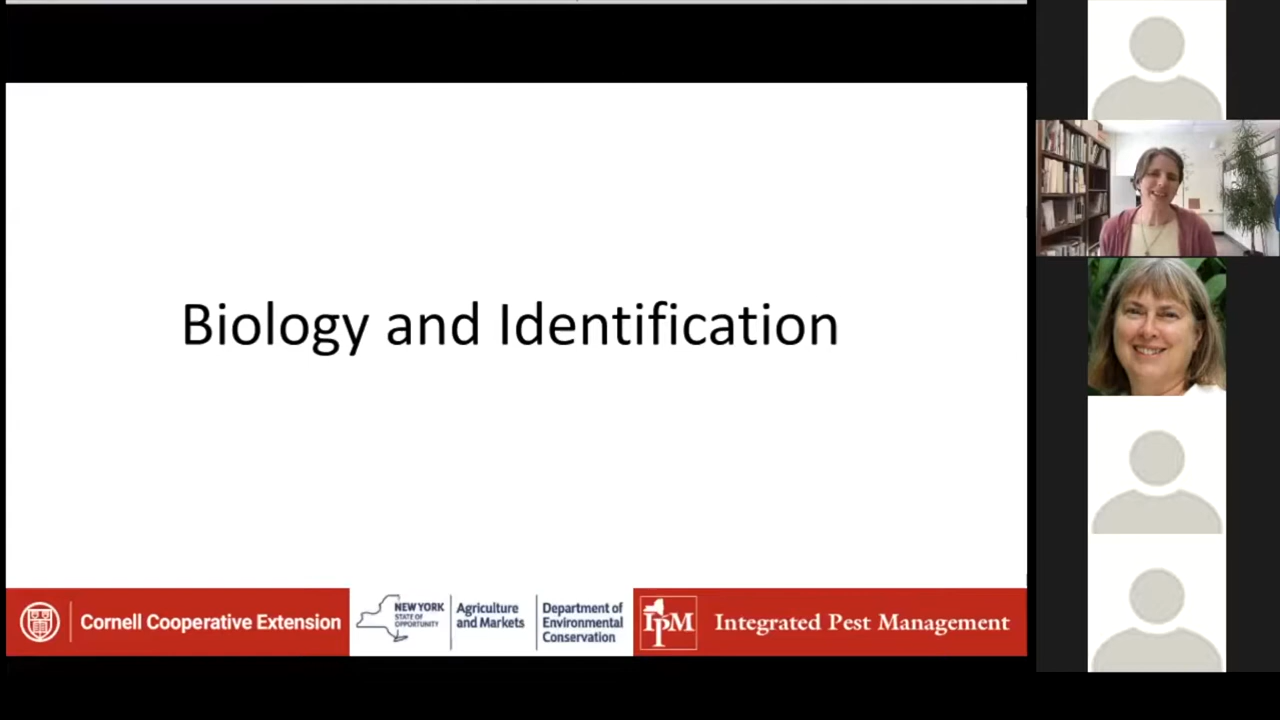 Biology and Identification
Cornell Cooperative Extension
NEW YORK
STATE OF
OPPORTUNITY
Agriculture
and Markets
Department of
Environmental
Conservation
IPM
Integrated Pest Management